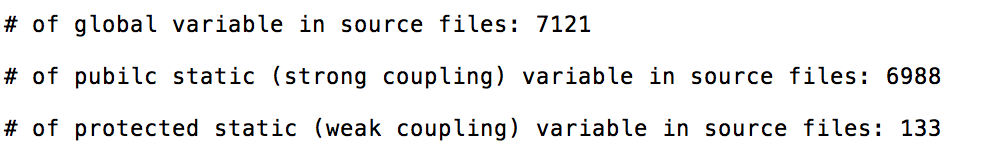 # of global variable in source files: 7121
# of pubilc static (strong coupling) variable in source files: 6988
# of protected static (weak coupling) variable in source files: 133